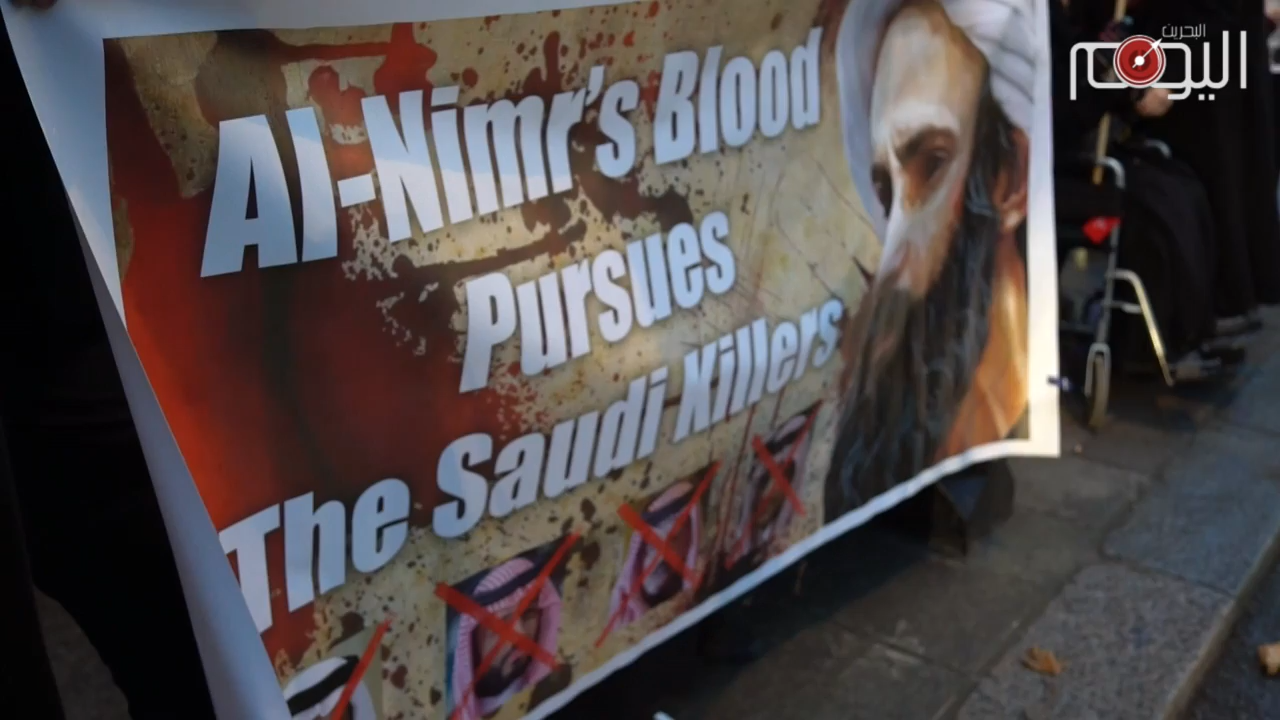 البحرين
اليوم
Al-Nimr's Blood
Pursues
The Saudi Killers